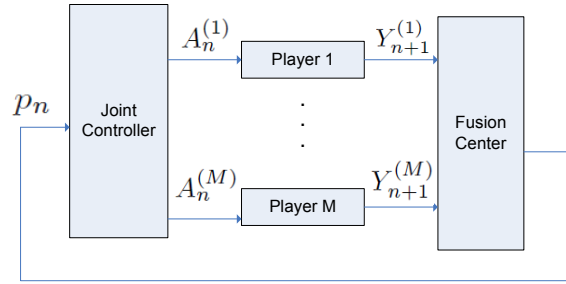 p_n
Joint
Controller
A_n^{(1)}
Player 1
Y_{n+1}^{(1)}
.
.
.
A_n^{(M)}
Player M
Y_{n+1}^{(M)}
Fusion
Center